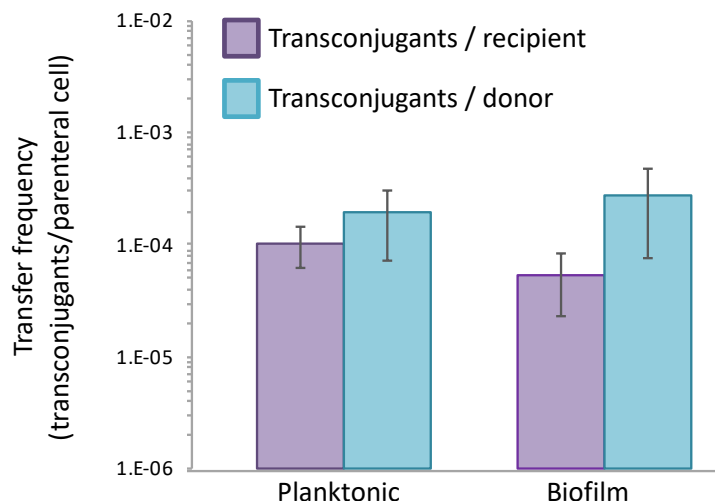 Transfer frequency
(transconjugants/parenteral cell)
1.E-02
1.E-03
1.E-04
1.E-05
1.E-06
Transconjugants / recipient
Transconjugants / donor
Planktonic
Biofilm